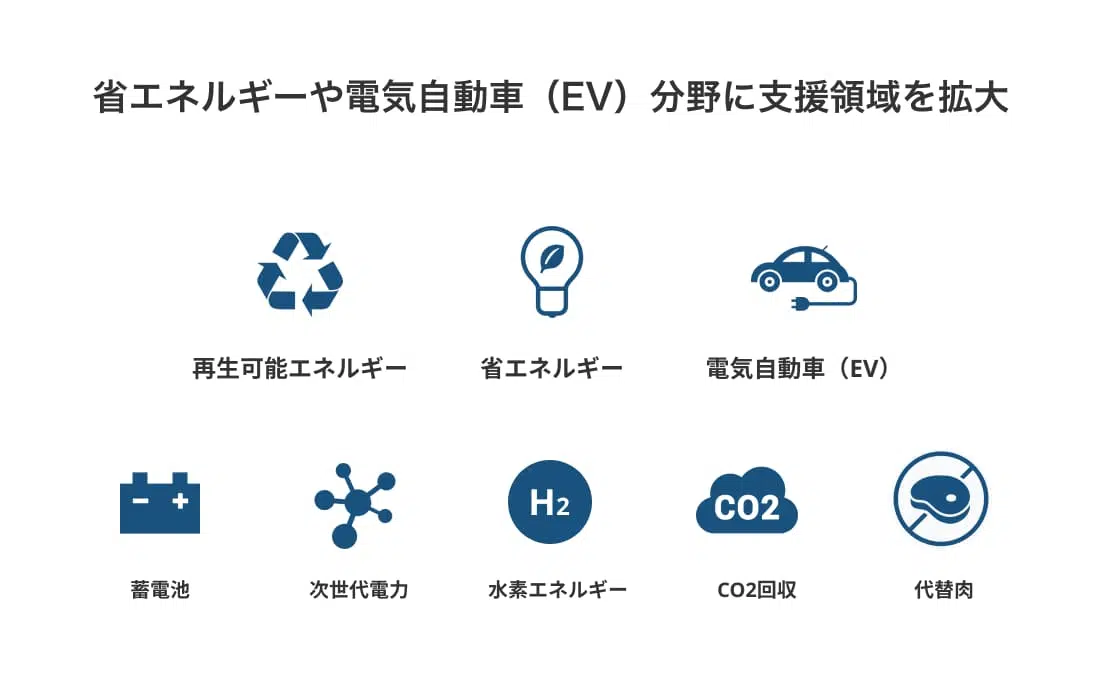 省エネルギーや電気自動車（EV）分野に支援領域を拡大
再生可能エネルギー
省エネルギー
電気自動車（EV）
H2
CO2
蓄電池
次世代電力
水素エネルギー
CO2回収
代替肉